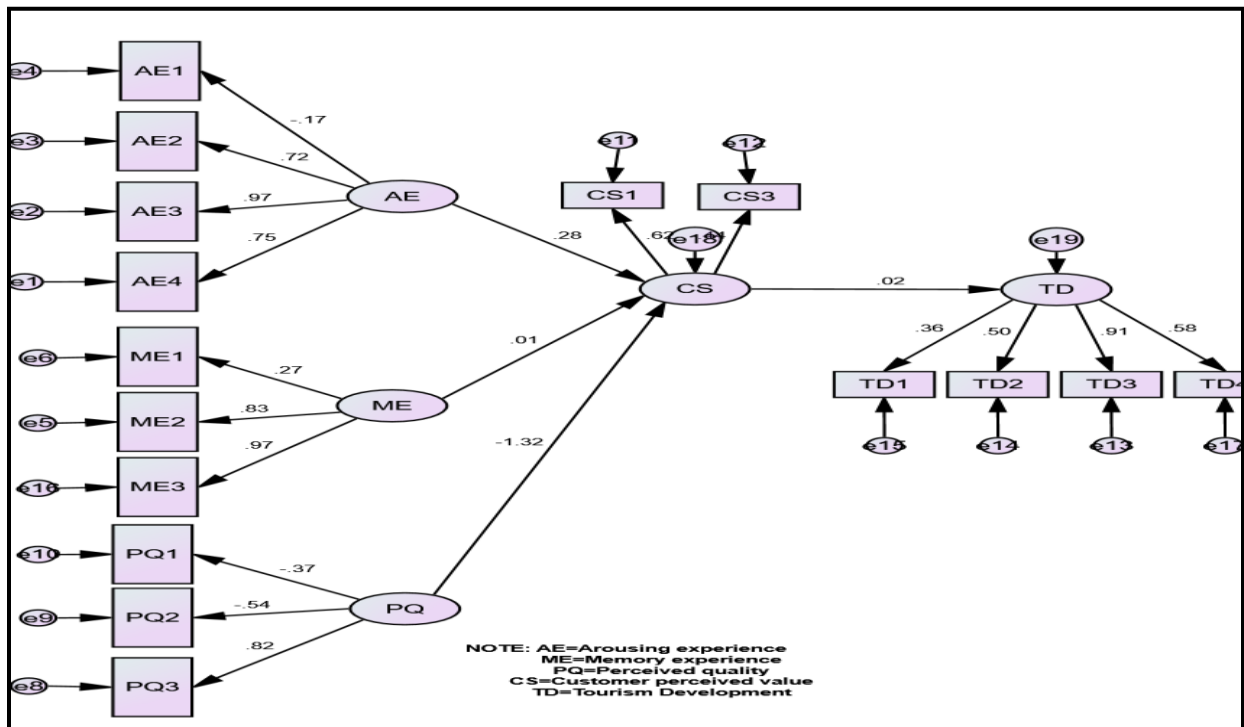 e4
AE1
-.17
e3
AE2
.72
e2
AE3
.97
AE
e1
AE4
.75
e11
e12
CS1
CS3
.28
.62
e18
CS
.02
e19
TD
.36
.50
.91
.58
TD1
TD2
TD3
TD4
e15
e14
e13
e6
ME1
.27
.01
e5
ME2
.83
ME
e16
ME3
.97
-1.32
e10
PQ1
-.37
e9
PQ2
-.54
PQ
e8
PQ3
.82
NOTE: AE=Arousing experience
ME=Memory experience
PQ=Perceived quality
CS=Customer perceived value
TD=Tourism Development